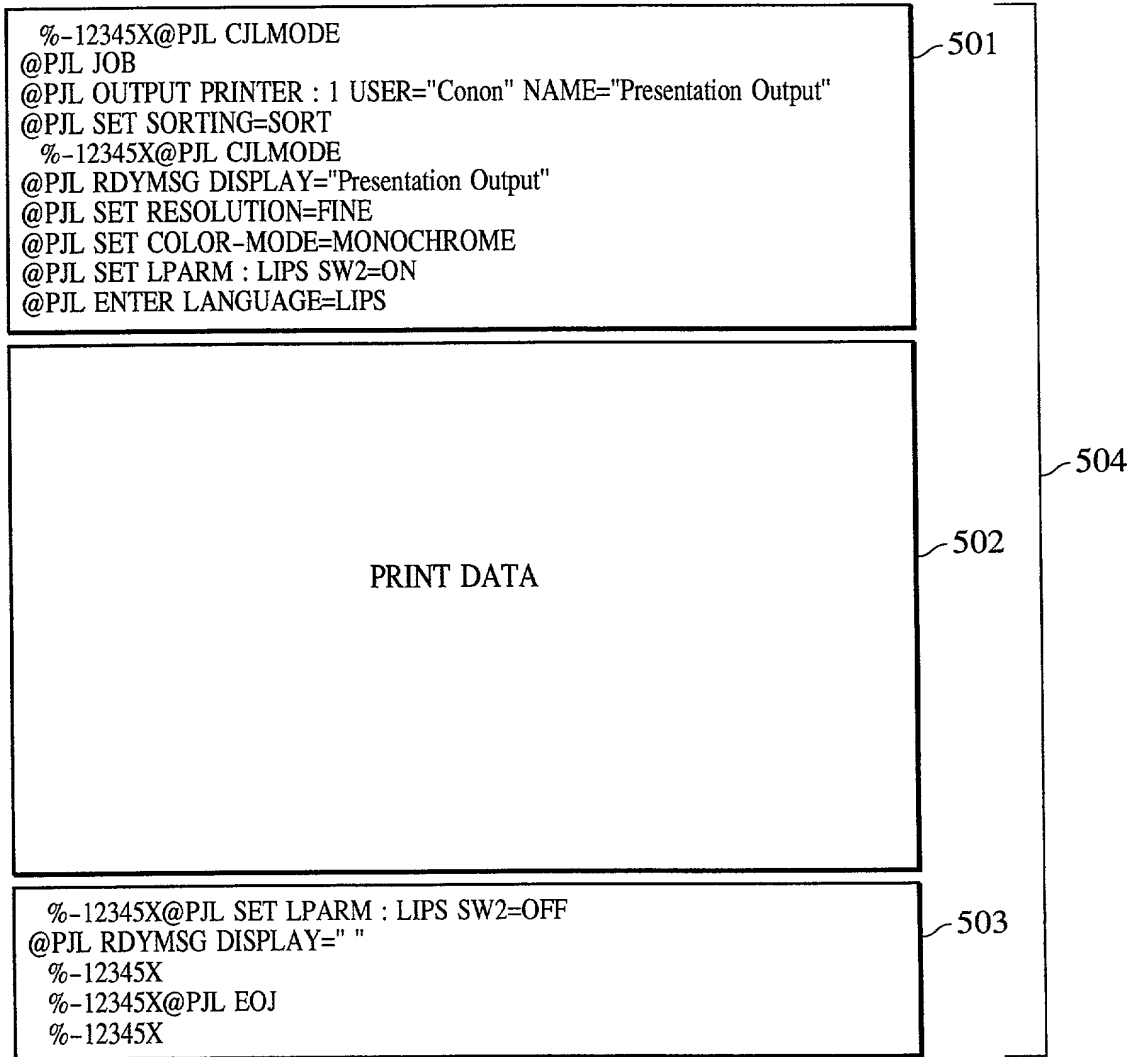 %-12345X@PJL CJLMODE
@PJL JOB
@PJL OUTPUT PRINTER : 1 USER="Conon" NAME="Presentation Output"
@PJL SET SORTING=SORT
%-12345X@PJL CJLMODE
@PJL RDYMSG DISPLAY="Presentation Output"
@PJL SET RESOLUTION=FINE
@PJL SET COLOR-MODE=MONOCHROME
@PJL SET LPARM : LIPS SW2=ON
@PJL ENTER LANGUAGE=LIPS
501
504
502
PRINT DATA
%-12345X@PJL SET LPARM : LIPS SW2=OFF
@PJL RDYMSG DISPLAY=" "
%-12345X
%-12345X@PJL EOJ
%-12345X
503